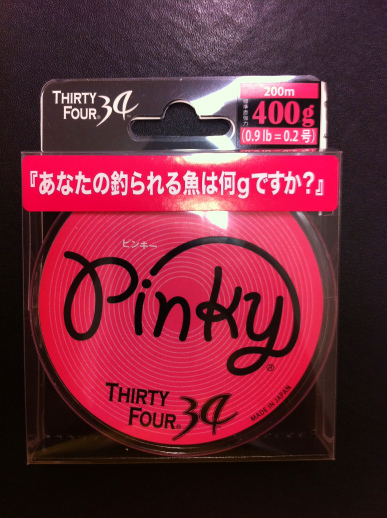 THIRTY
FOUR® 34
200m
標準直強力
400g
(0.9 lb = 0.2 号)
『あなたの釣られる魚は何gですか?』
ピンキー
Pinky®
THIRTY
FOUR® 34
MADE IN JAPAN